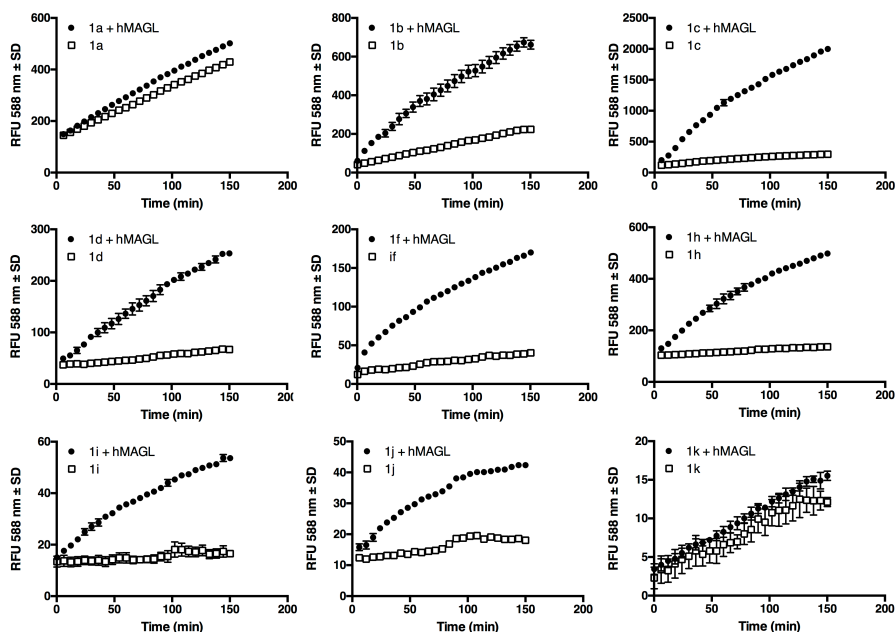 RFU 588 nm ± SD
600
400
200
0
0 50 100 150 200
Time (min)
1a + hMAGL
1a
RFU 588 nm ± SD
800
600
400
200
0
0 50 100 150 200
Time (min)
1b + hMAGL
1b
RFU 588 nm ± SD
2500
2000
1500
1000
500
0
0 50 100 150 200
Time (min)
1c + hMAGL
1c
RFU 588 nm ± SD
300
200
100
0
0 50 100 150 200
Time (min)
1d + hMAGL
1d
RFU 588 nm ± SD
200
150
100
50
0
0 50 100 150 200
Time (min)
1f + hMAGL
if
RFU 588 nm ± SD
600
400
200
0
0 50 100 150 200
Time (min)
1h + hMAGL
1h
RFU 588 nm ± SD
60
40
20
0
0 50 100 150 200
Time (min)
1i + hMAGL
1i
RFU 588 nm ± SD
50
40
30
20
10
0
0 50 100 150 200
Time (min)
1j + hMAGL
1j
RFU 588 nm ± SD
20
15
10
5
0
0 50 100 150 200
Time (min)
1k + hMAGL
1k